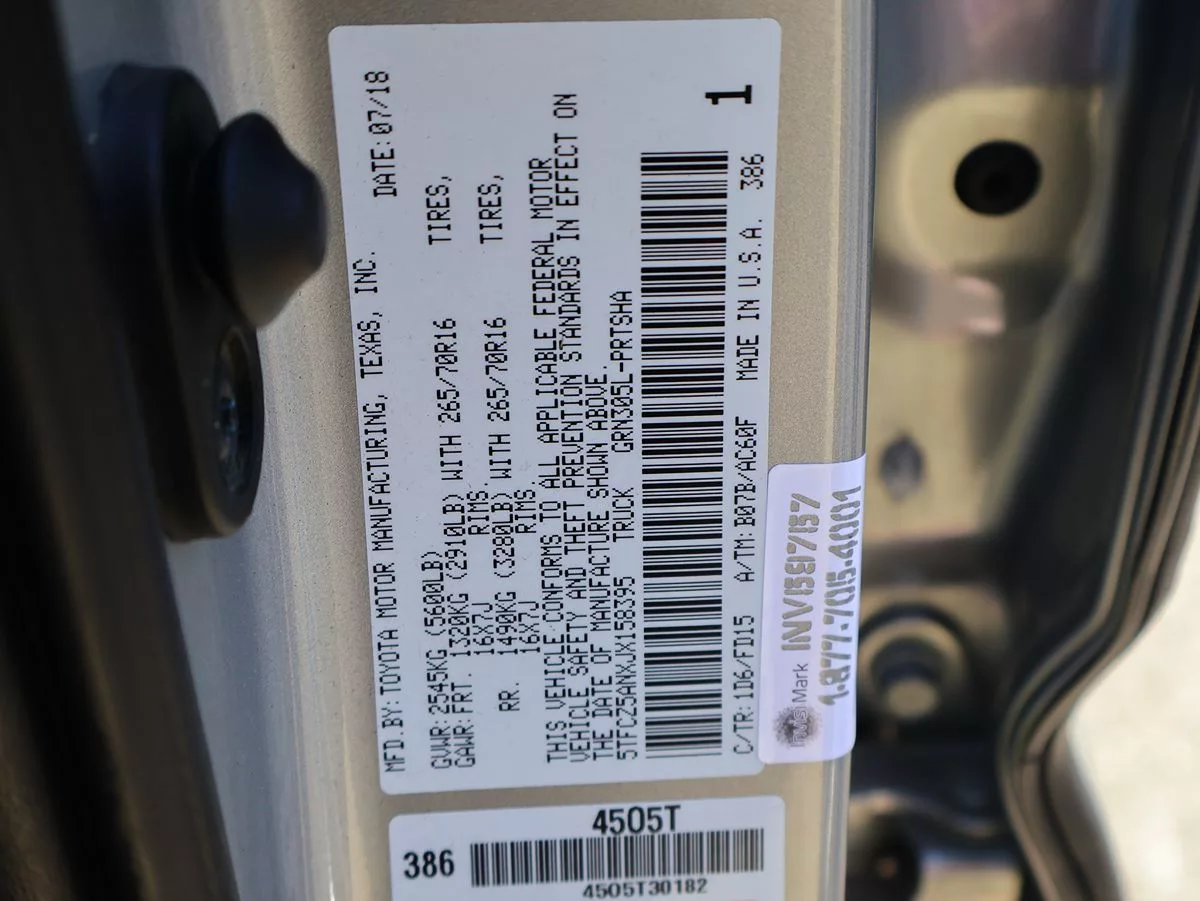 MFD.BY:TOYOTA MOTOR MANUFACTURING, TEXAS, INC. DATE:07/18
GVWR:2545KG (5600LB)
GAWR:FRT. 1320KG (2910LB) WITH 265/70R16 TIRES,
16X7J RIMS.
RR. 1490KG (3280LB) WITH 265/70R16 TIRES,
16X7J RIMS
THIS VEHICLE CONFORMS TO ALL APPLICABLE FEDERAL MOTOR
VEHICLE SAFETY AND THEFT PREVENTION STANDARDS IN EFFECT ON
THE DATE OF MANUFACTURE SHOWN ABOVE.
5TFCZ5ANXJX158395 TRUCK GRN305L-PRTSHA
1
C/TR:1D6/FD15 A/TM:B07B/AC60F MADE IN U.S.A. 386
InvisiMark INV1597157
1-877-705-4001
4505T
386
4505T30182